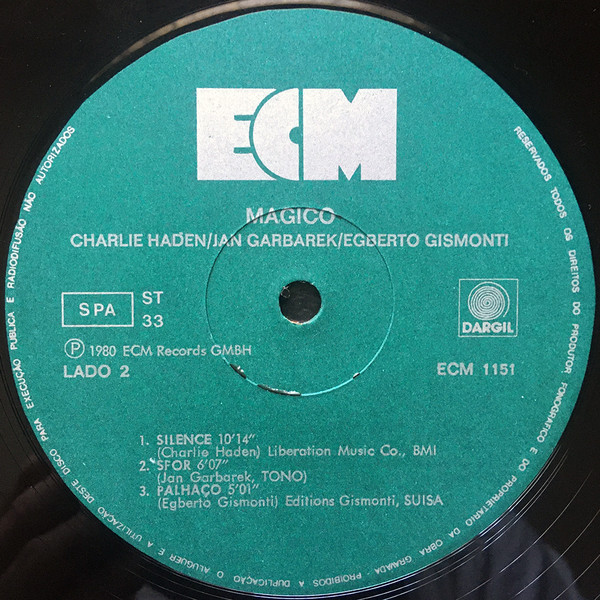 ECM
MAGICO
CHARLIE HADEN/JAN GARBAREK/EGBERTO GISMONTI
SPA
ST
33
DARGIL
Ⓟ 1980 ECM Records GMBH
LADO 2
ECM 1151
1. SILENCE 10'14"
(Charlie Haden) Liberation Music Co., BMI
2. SFOR 6'07"
(Jan Garbarek, TONO)
3. PALHAÇO 5'01"
(Egberto Gismonti) Editions Gismonti, SUISA
RESERVADOS TODOS OS DIREITOS DO PRODUTOR FONOGRAFICO E DO PROPRIETARIO DA OBRA GRAVADA · PROIBIDOS A DUPLICAÇÃO O ALUGUER E A UTILIZAÇÃO DESTE DISCO PARA EXECUÇÃO PUBLICA E RADIODIFUSÃO NÃO AUTORIZADOS